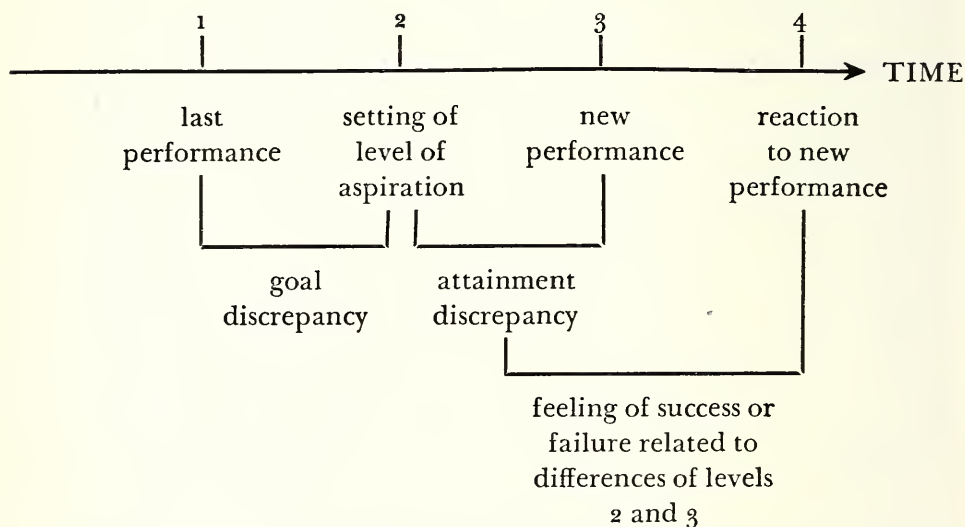 1 2 3 4
TIME
last
performance
setting of
level of
aspiration
new
performance
reaction
to new
performance
goal
discrepancy
attainment
discrepancy
feeling of success or
failure related to
differences of levels
2 and 3